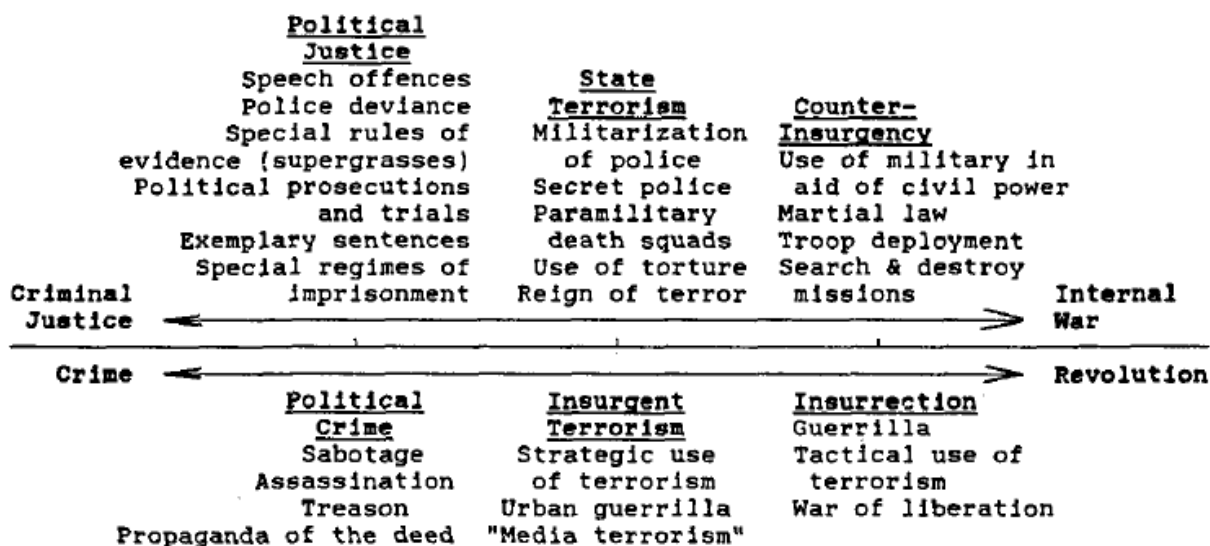 Political
Justice
Speech offences
Police deviance
Special rules of
evidence (supergrasses)
Political prosecutions
and trials
Exemplary sentences
Special regimes of
imprisonment
State
Terrorism
Militarization
of police
Secret police
Paramilitary
death squads
Use of torture
Reign of terror
Counter-
Insurgency
Use of military in
aid of civil power
Martial law
Troop deployment
Search & destroy
missions
Criminal
Justice
Internal
War
Crime
Revolution
Political
Crime
Sabotage
Assassination
Treason
Propaganda of the deed
Insurgent
Terrorism
Strategic use
of terrorism
Urban guerrilla
"Media terrorism"
Insurrection
Guerrilla
Tactical use of
terrorism
War of liberation